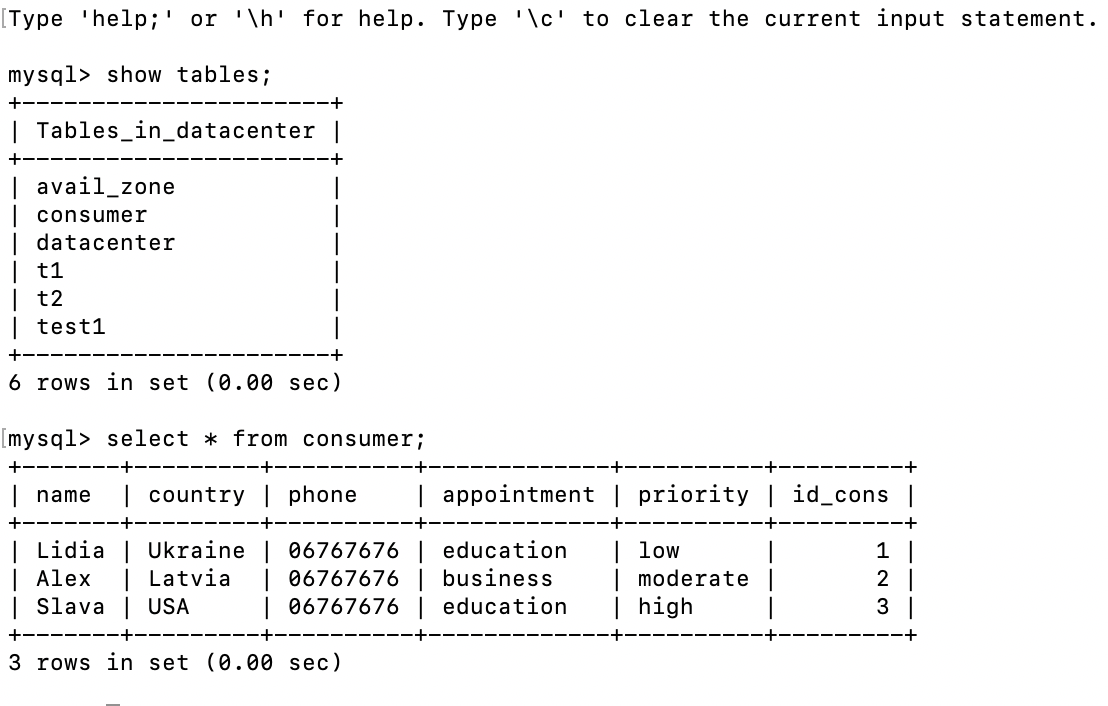 Type 'help;' or '\h' for help. Type '\c' to clear the current input statement.
mysql> show tables;
+----------------------+
| Tables_in_datacenter |
+----------------------+
| avail_zone           |
| consumer             |
| datacenter           |
| t1                   |
| t2                   |
| test1                |
+----------------------+
6 rows in set (0.00 sec)
mysql> select * from consumer;
+-------+---------+----------+-------------+----------+---------+
| name  | country | phone    | appointment | priority | id_cons |
+-------+---------+----------+-------------+----------+---------+
| Lidia | Ukraine | 06767676 | education   | low      |       1 |
| Alex  | Latvia  | 06767676 | business    | moderate |       2 |
| Slava | USA     | 06767676 | education   | high     |       3 |
+-------+---------+----------+-------------+----------+---------+
3 rows in set (0.00 sec)